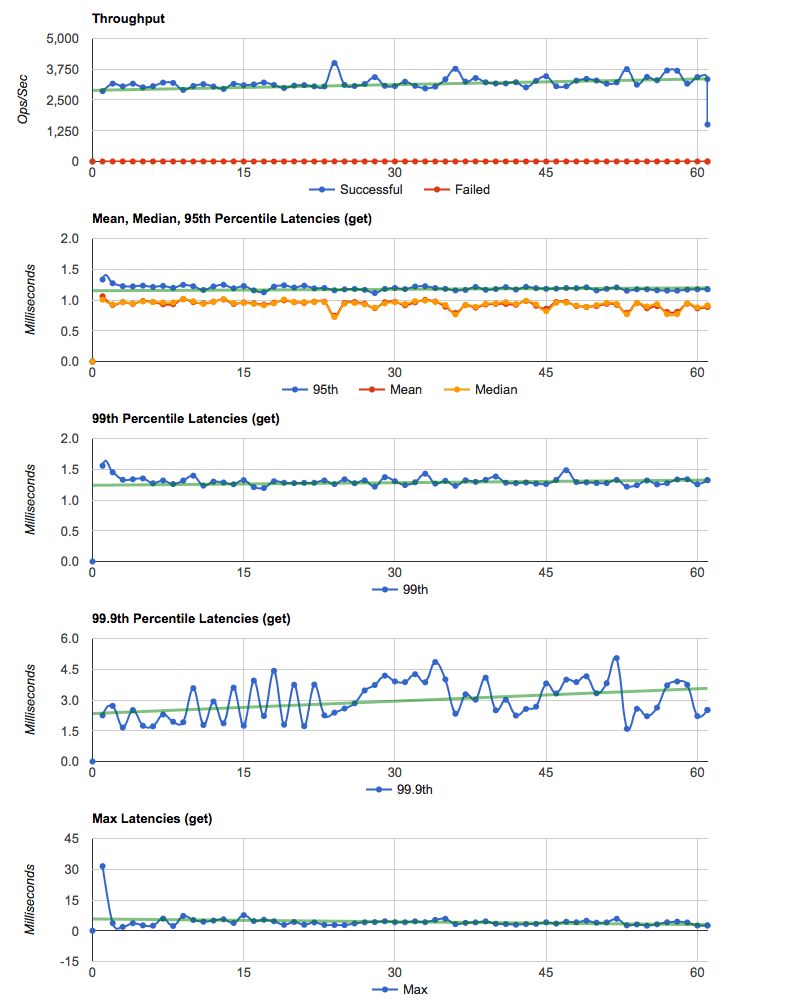 Throughput
Ops/Sec
5,000
3,750
2,500
1,250
0
0 15 30 45 60
Successful Failed
Mean, Median, 95th Percentile Latencies (get)
Milliseconds
2.0
1.5
1.0
0.5
0.0
0 15 30 45 60
95th Mean Median
99th Percentile Latencies (get)
Milliseconds
2.0
1.5
1.0
0.5
0.0
0 15 30 45 60
99th
99.9th Percentile Latencies (get)
Milliseconds
6.0
4.5
3.0
1.5
0.0
0 15 30 45 60
99.9th
Max Latencies (get)
Milliseconds
45
30
15
0
-15
0 15 30 45 60
Max